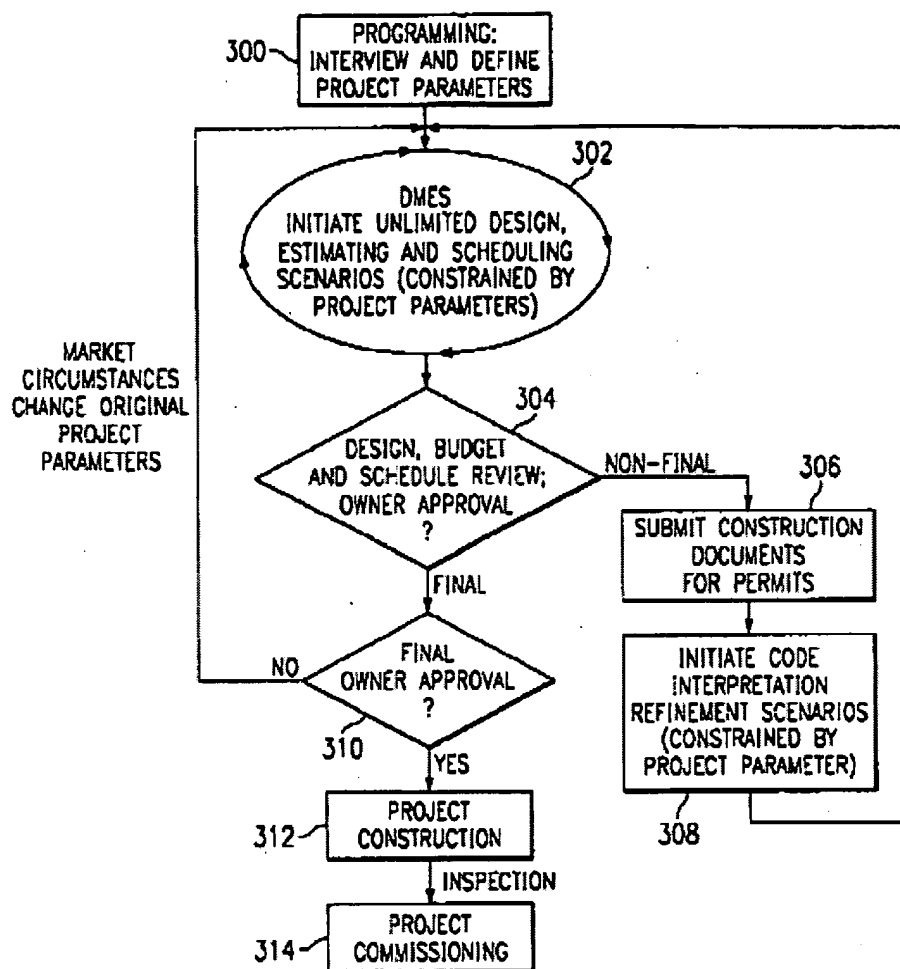 300
PROGRAMMING:
INTERVIEW AND DEFINE
PROJECT PARAMETERS
302
DMES
INITIATE UNLIMITED DESIGN,
ESTIMATING AND SCHEDULING
SCENARIOS (CONSTRAINED BY
PROJECT PARAMETERS)
MARKET
CIRCUMSTANCES
CHANGE ORIGINAL
PROJECT
PARAMETERS
304
DESIGN, BUDGET
AND SCHEDULE REVIEW;
OWNER APPROVAL
?
NON-FINAL
306
SUBMIT CONSTRUCTION
DOCUMENTS
FOR PERMITS
FINAL
NO
FINAL
OWNER APPROVAL
?
310
INITIATE CODE
INTERPRETATION
REFINEMENT SCENARIOS
(CONSTRAINED BY
PROJECT PARAMETER)
308
YES
312
PROJECT
CONSTRUCTION
INSPECTION
314
PROJECT
COMMISSIONING